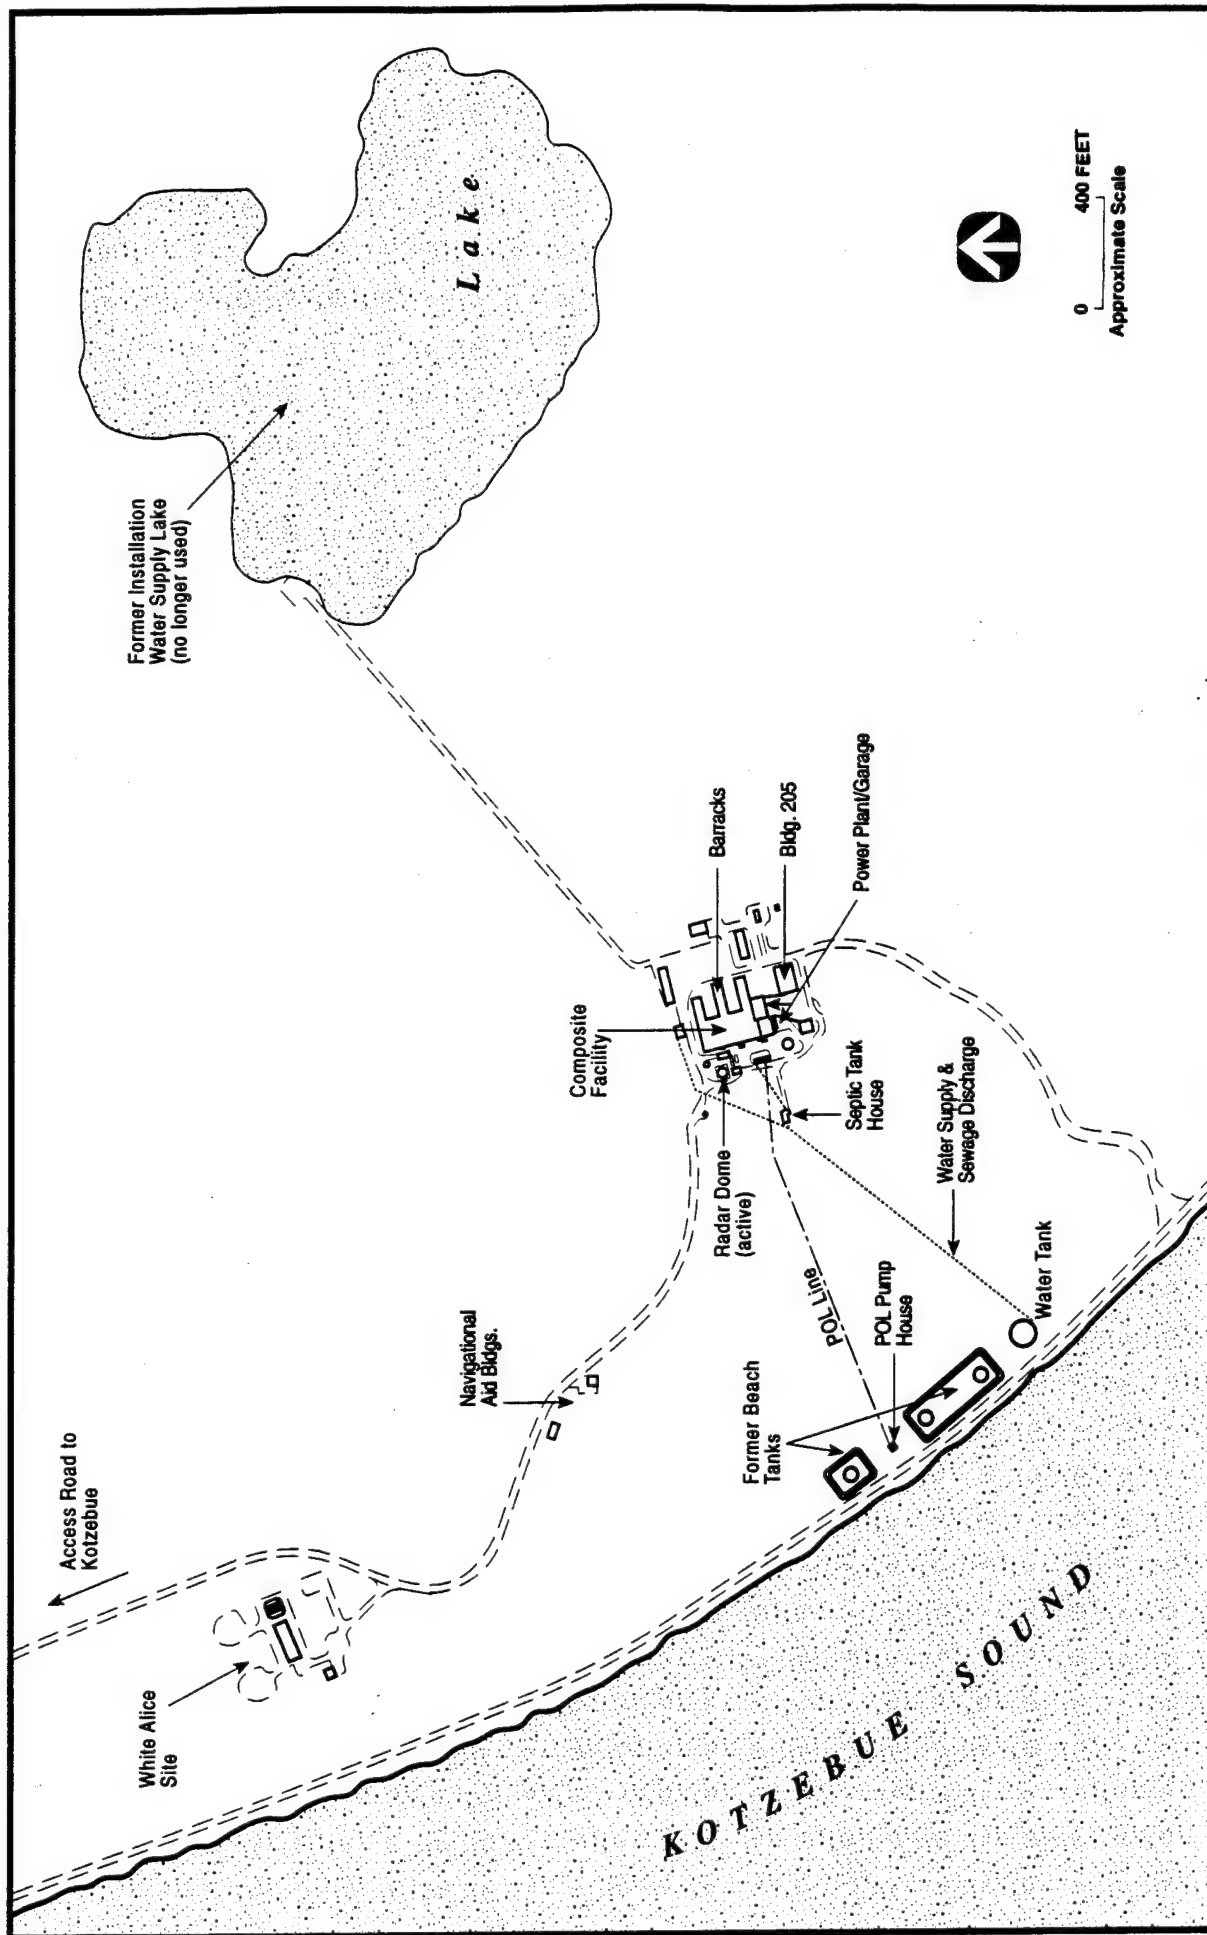 Access Road to
Kotzebue
White Alice
Site
Former Installation
Water Supply Lake
(no longer used)
Lake
Navigational
Aid Bldgs.
Composite
Facility
Barracks
Bldg. 205
Power Plant/Garage
Radar Dome
(active)
Septic Tank
House
POL Line
Former Beach
Tanks
POL Pump
House
Water Supply &
Sewage Discharge
Water Tank
KOTZEBUE SOUND
0 400 FEET
Approximate Scale